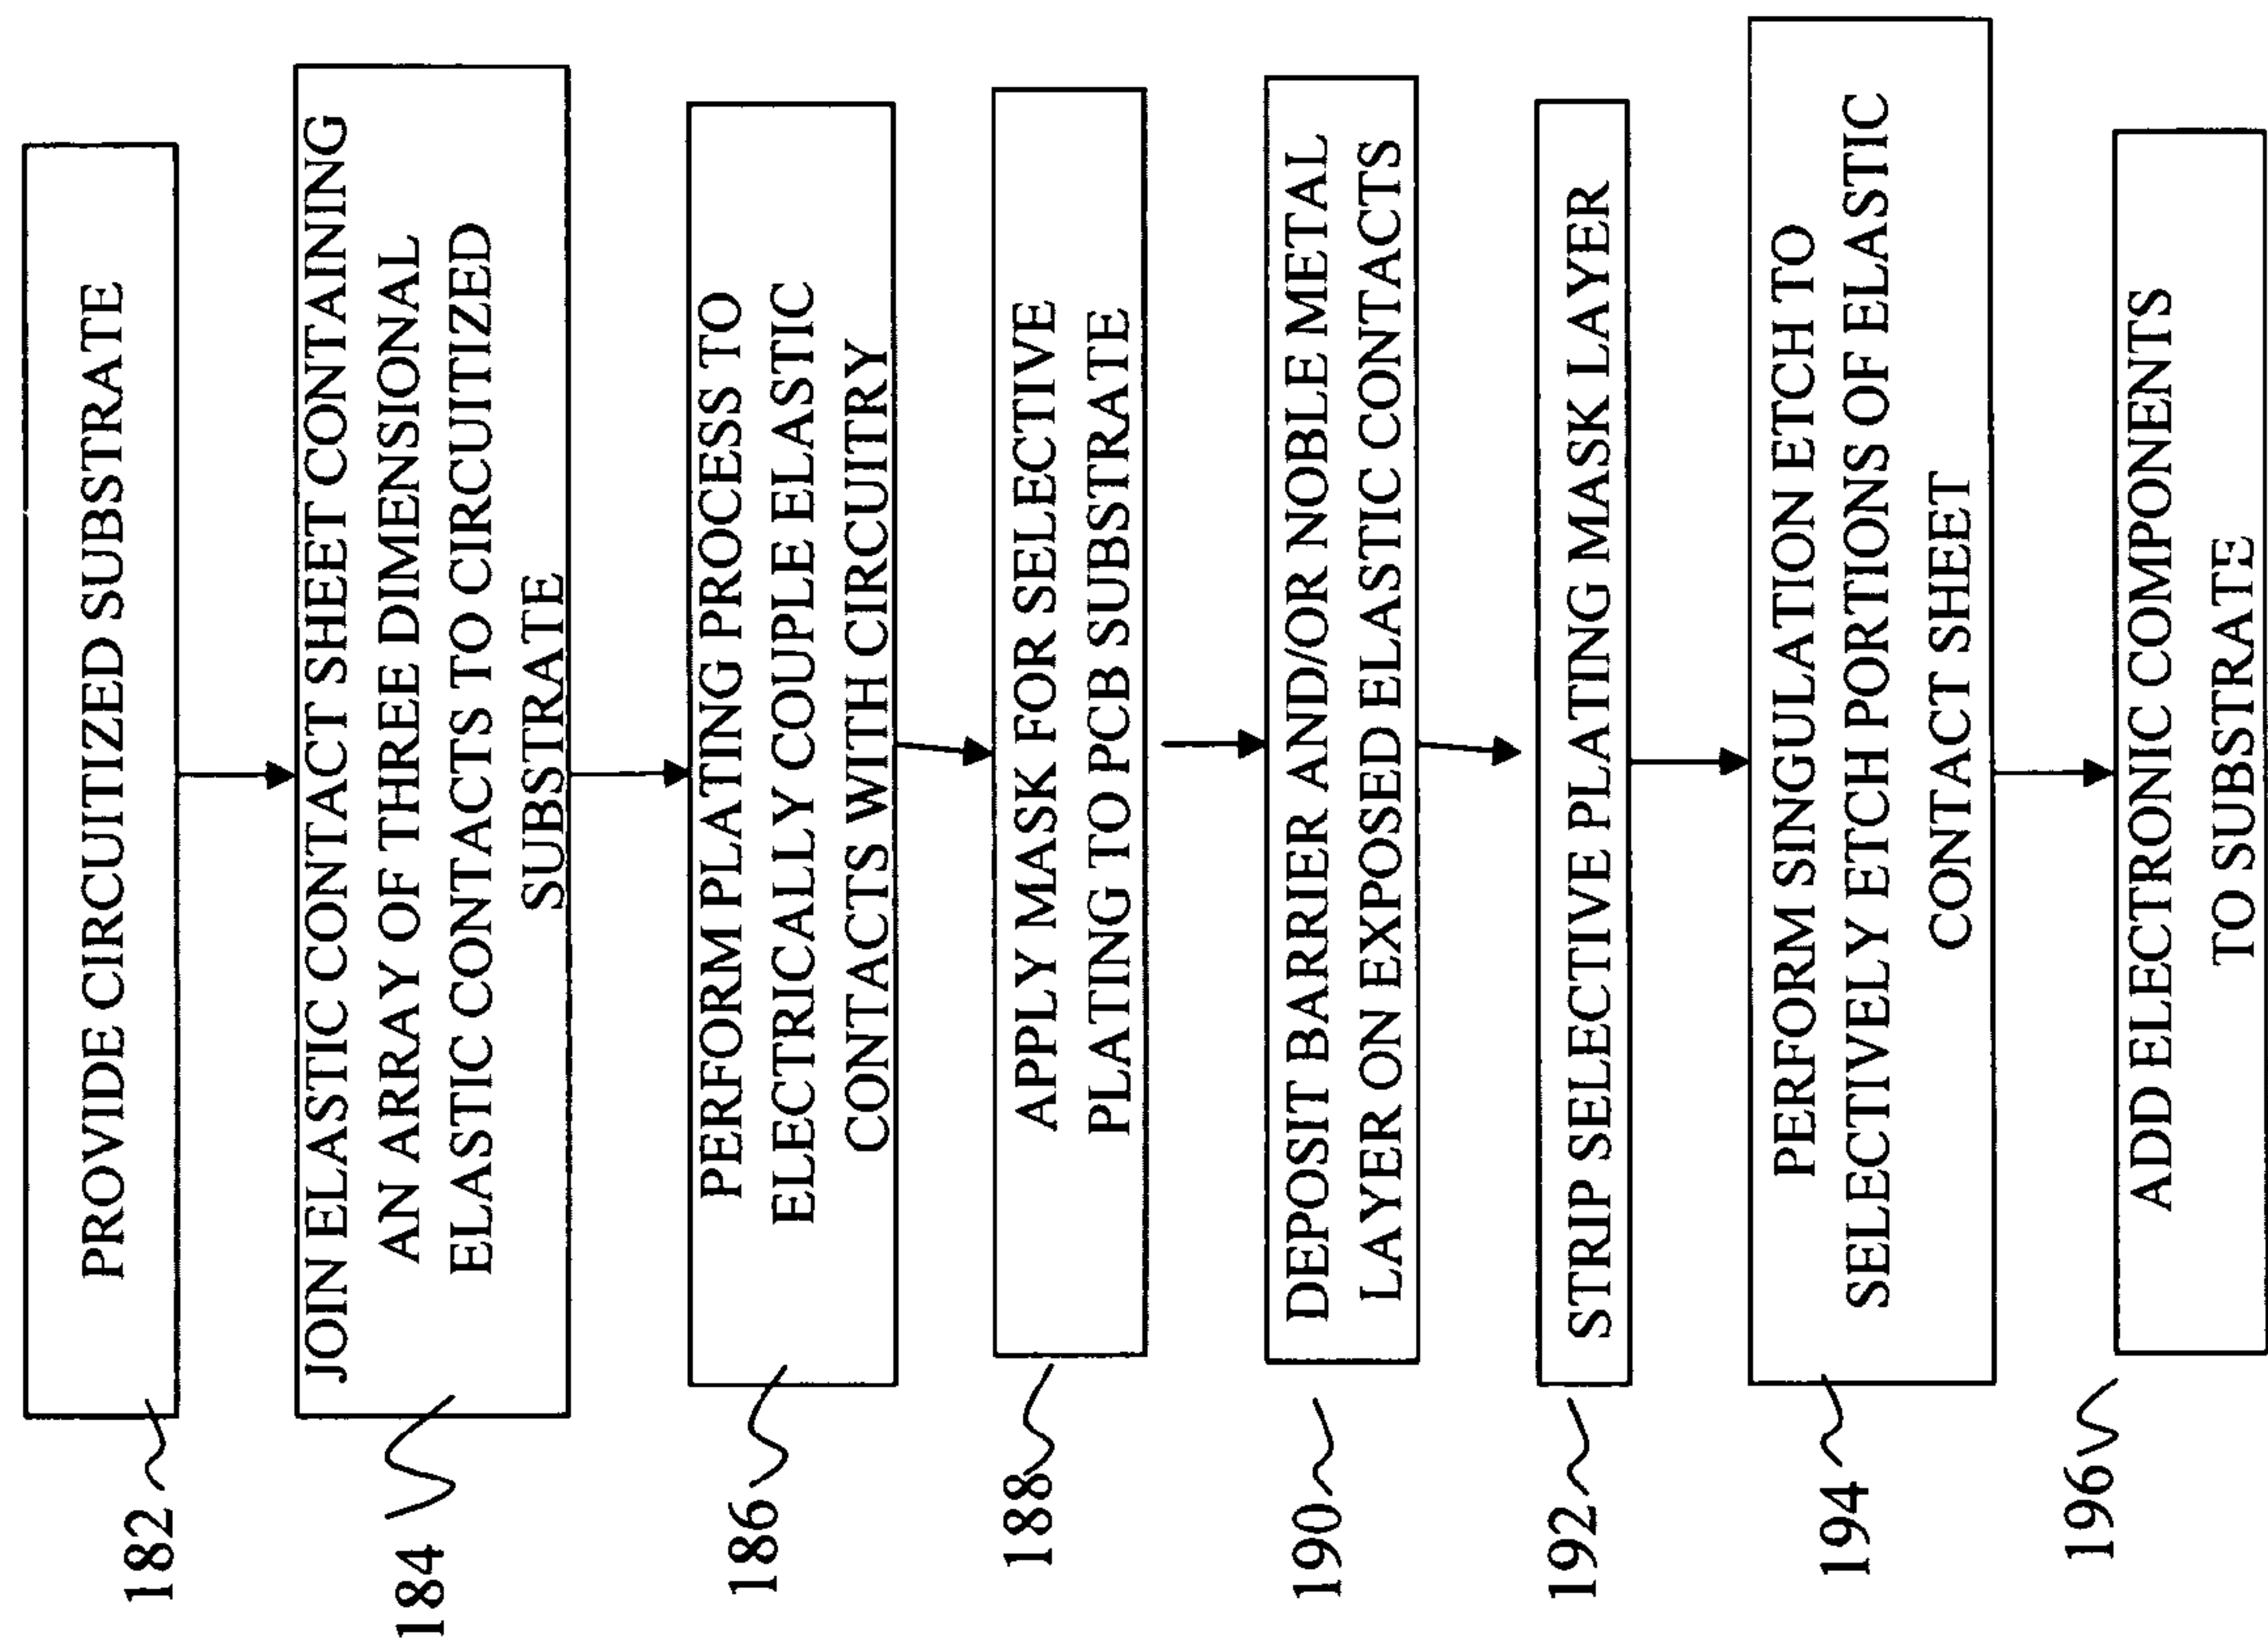 182
PROVIDE CIRCUITIZED SUBSTRATE
184
JOIN ELASTIC CONTACT SHEET CONTAINING
AN ARRAY OF THREE DIMENSIONAL
ELASTIC CONTACTS TO CIRCUITIZED
SUBSTRATE
186
PERFORM PLATING PROCESS TO
ELECTRICALLY COUPLE ELASTIC
CONTACTS WITH CIRCUITRY
188
APPLY MASK FOR SELECTIVE
PLATING TO PCB SUBSTRATE
190
DEPOSIT BARRIER AND/OR NOBLE METAL
LAYER ON EXPOSED ELASTIC CONTACTS
192
STRIP SELECTIVE PLATING MASK LAYER
194
PERFORM SINGULATION ETCH TO
SELECTIVELY ETCH PORTIONS OF ELASTIC
CONTACT SHEET
196
ADD ELECTRONIC COMPONENTS
TO SUBSTRATE